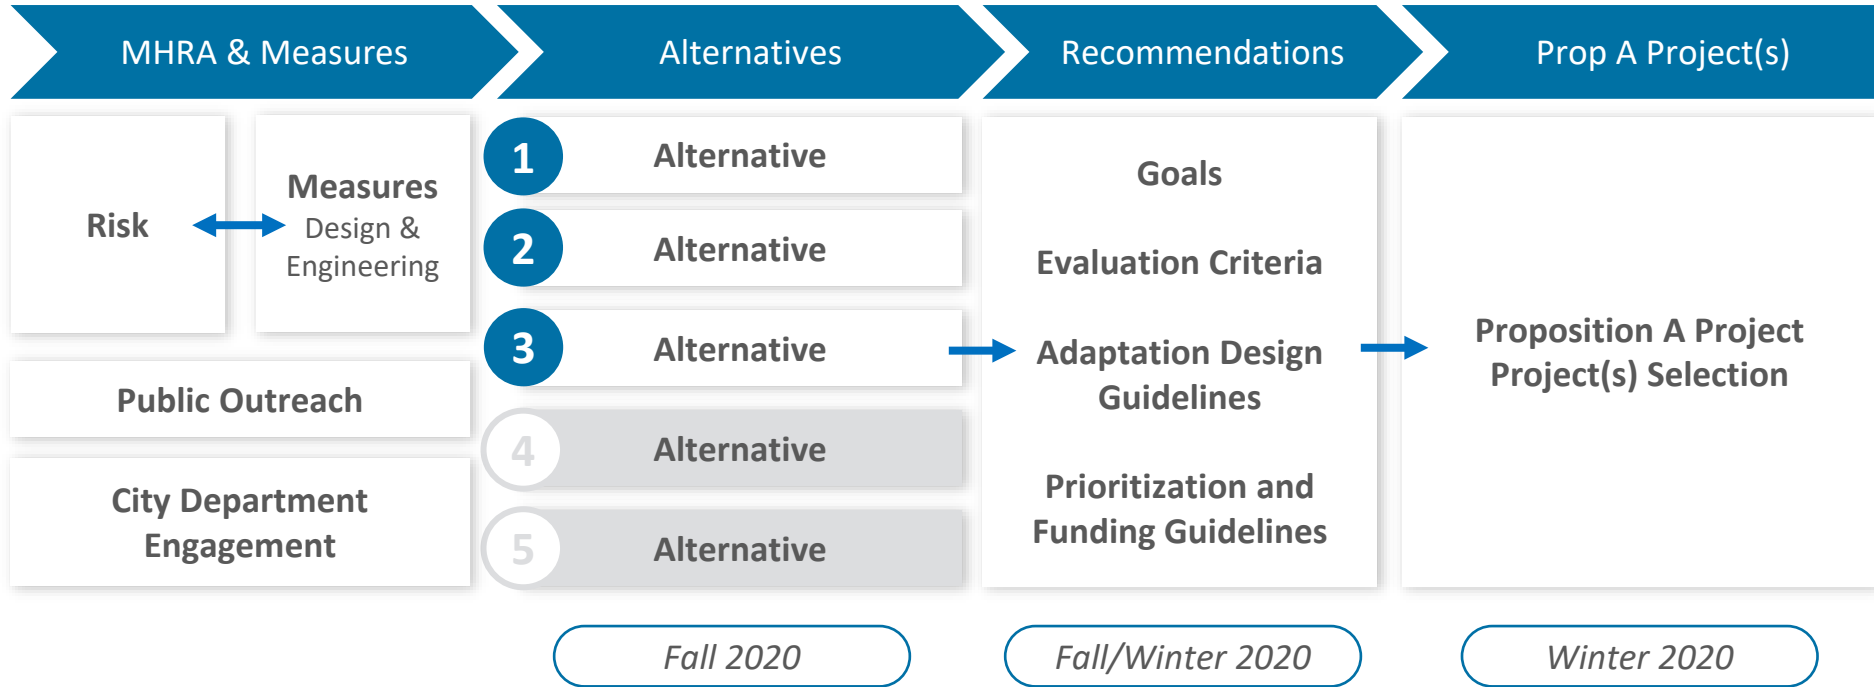 MHRA & Measures
Alternatives
Recommendations
Prop A Project(s)
Risk
Measures
Design &
Engineering
Public Outreach
City Department
Engagement
1
Alternative
2
Alternative
3
Alternative
4
Alternative
5
Alternative
Goals
Evaluation Criteria
Adaptation Design
Guidelines
Prioritization and
Funding Guidelines
Proposition A Project
Project(s) Selection
Fall 2020
Fall/Winter 2020
Winter 2020